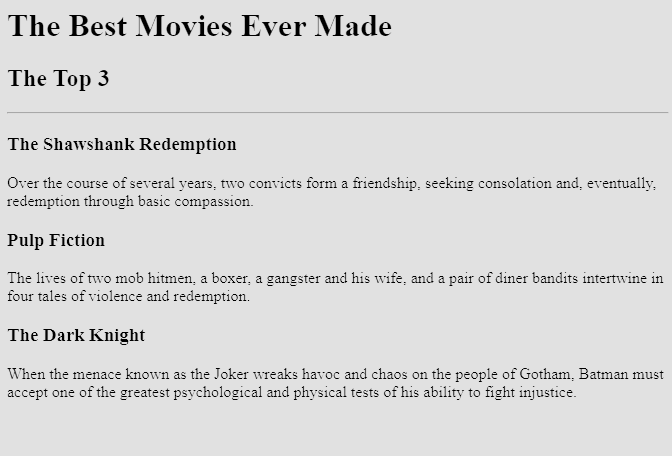 The Best Movies Ever Made
The Top 3
The Shawshank Redemption
Over the course of several years, two convicts form a friendship, seeking consolation and, eventually,
redemption through basic compassion.
Pulp Fiction
The lives of two mob hitmen, a boxer, a gangster and his wife, and a pair of diner bandits intertwine in
four tales of violence and redemption.
The Dark Knight
When the menace known as the Joker wreaks havoc and chaos on the people of Gotham, Batman must
accept one of the greatest psychological and physical tests of his ability to fight injustice.